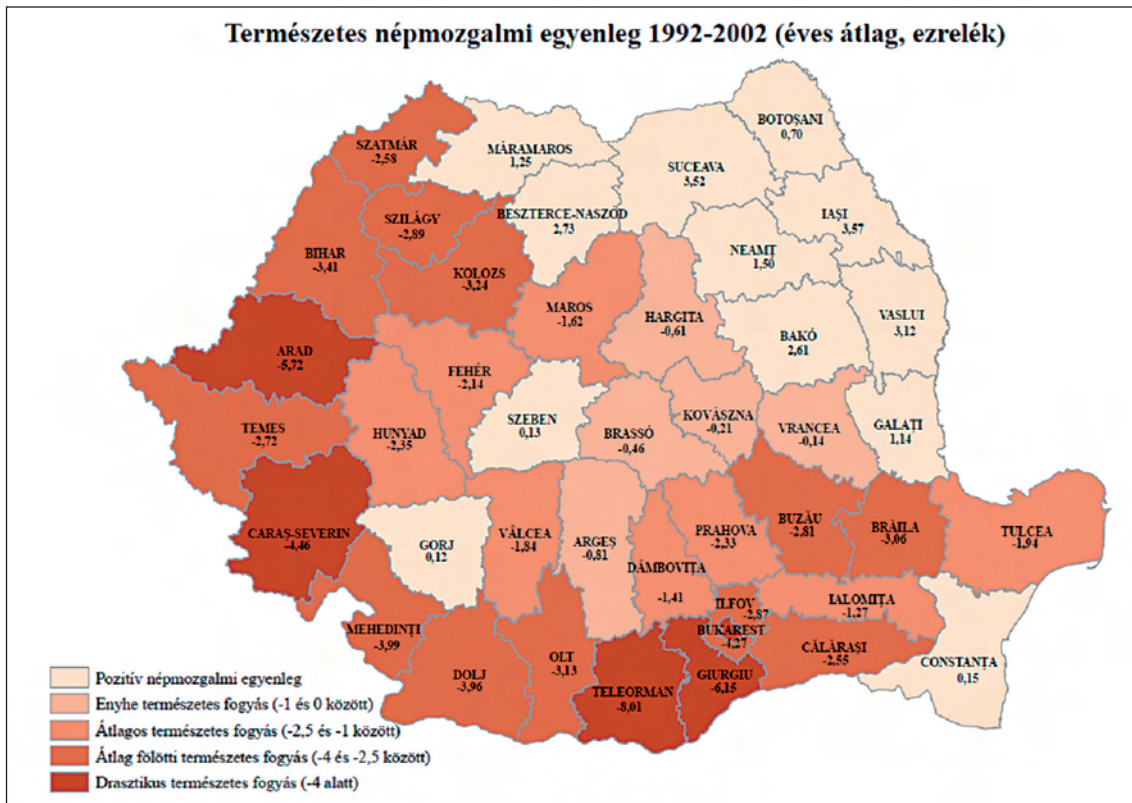 Természetes népmozgalmi egyenleg 1992-2002 (éves átlag, ezrelék)
BOTOȘANI
0,70
SZATMÁR
-2,58
MÁRAMAROS
1,25
SUCEAVA
3,52
SZILÁGY
-2,89
BESZTERCE-NASZÓD
2,73
IAȘI
3,57
BIHAR
-3,41
KOLOZS
-3,24
NEAMȚ
1,50
MAROS
-1,62
HARGITA
-0,61
BAKÓ
2,61
VASLUI
3,12
ARAD
-5,72
FEHÉR
-2,14
SZEBEN
0,13
BRASSÓ
-0,46
KOVÁSZNA
-0,21
VRANCEA
-0,14
GALAȚI
1,14
TEMES
-2,72
HUNYAD
-2,35
CARAȘ-SEVERIN
-4,46
GORJ
0,12
VÂLCEA
-1,84
ARGEȘ
-0,81
PRAHOVA
-2,33
BUZĂU
-2,81
BRĂILA
-3,06
TULCEA
-1,94
DÂMBOVIȚA
-1,41
ILFOV
-2,87
IALOMIȚA
-1,27
BUKAREST
-4,27
MEHEDINȚI
-3,99
DOLJ
-3,96
OLT
-3,13
TELEORMAN
-8,01
GIURGIU
-6,15
CĂLĂRAȘI
-2,55
CONSTANȚA
0,15
Pozitív népmozgalmi egyenleg
Enyhe természetes fogyás (-1 és 0 között)
Átlagos természetes fogyás (-2,5 és -1 között)
Átlag fölötti természetes fogyás (-4 és -2,5 között)
Drasztikus természetes fogyás (-4 alatt)